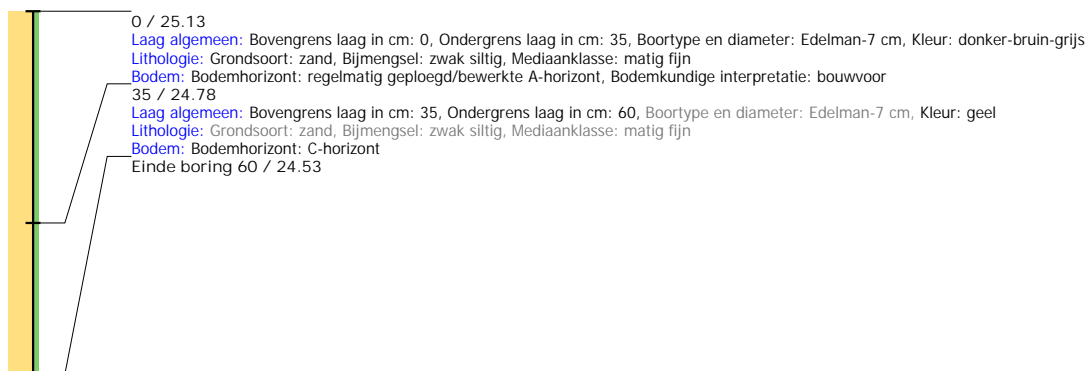 0 / 25.13
Laag algemeen: Bovengrens laag in cm: 0, Ondergrens laag in cm: 35, Boortype en diameter: Edelman-7 cm, Kleur: donker-bruin-grijs
Lithologie: Grondsoort: zand, Bijmengsel: zwak siltig, Mediaanklasse: matig fijn
Bodem: Bodemhorizont: regelmatig geploegd/bewerkte A-horizont, Bodemkundige interpretatie: bouwvoor
35 / 24.78
Laag algemeen: Bovengrens laag in cm: 35, Ondergrens laag in cm: 60, Boortype en diameter: Edelman-7 cm, Kleur: geel
Lithologie: Grondsoort: zand, Bijmengsel: zwak siltig, Mediaanklasse: matig fijn
Bodem: Bodemhorizont: C-horizont
Einde boring 60 / 24.53